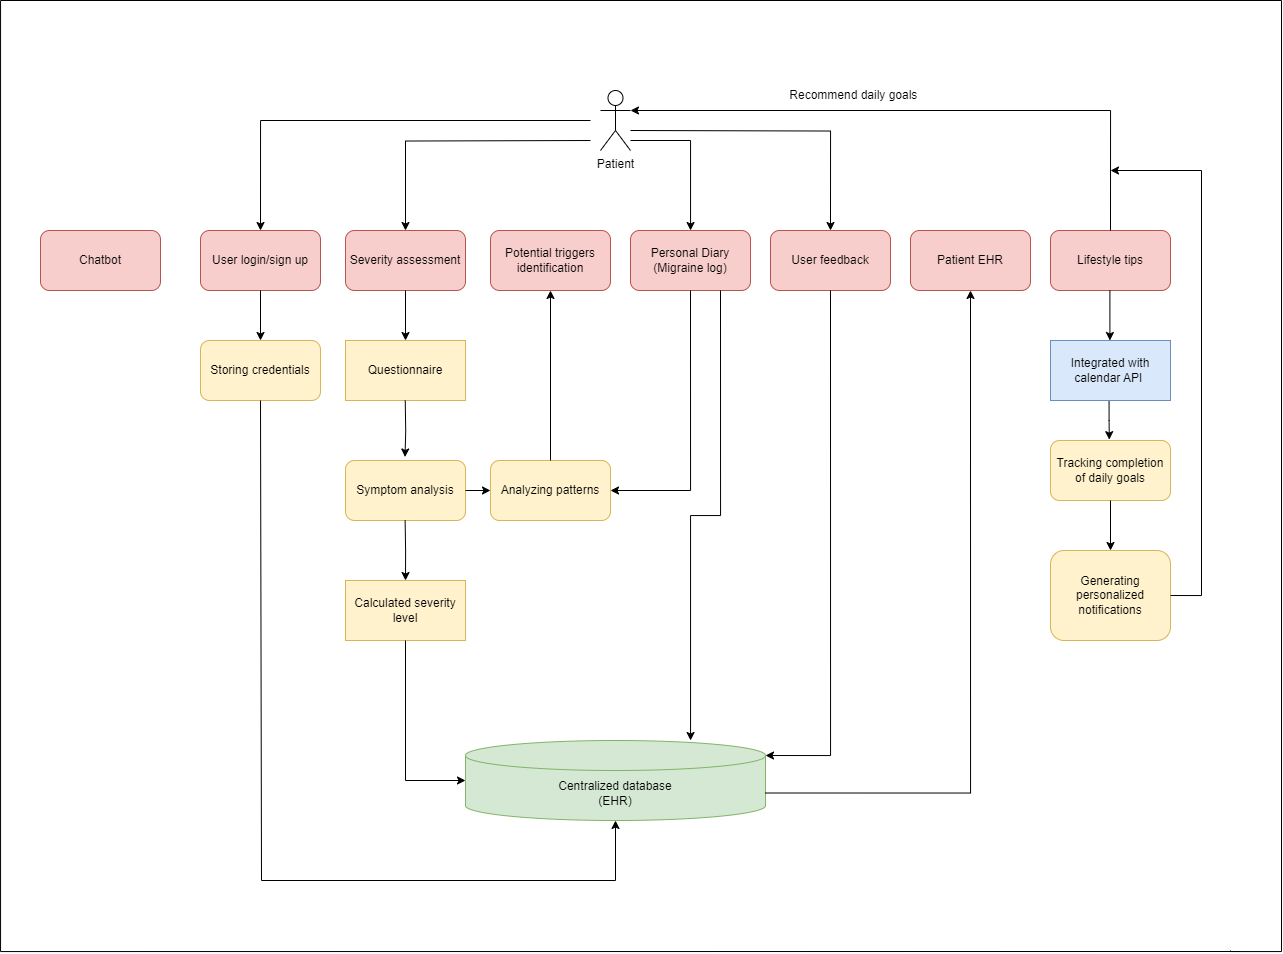 Recommend daily goals
Patient
Chatbot
User login/sign up
Severity assessment
Potential triggers
identification
Personal Diary
(Migraine log)
User feedback
Patient EHR
Lifestyle tips
Storing credentials
Questionnaire
Integrated with
calendar API
Symptom analysis
Analyzing patterns
Tracking completion
of daily goals
Calculated severity
level
Generating
personalized
notifications
Centralized database
(EHR)